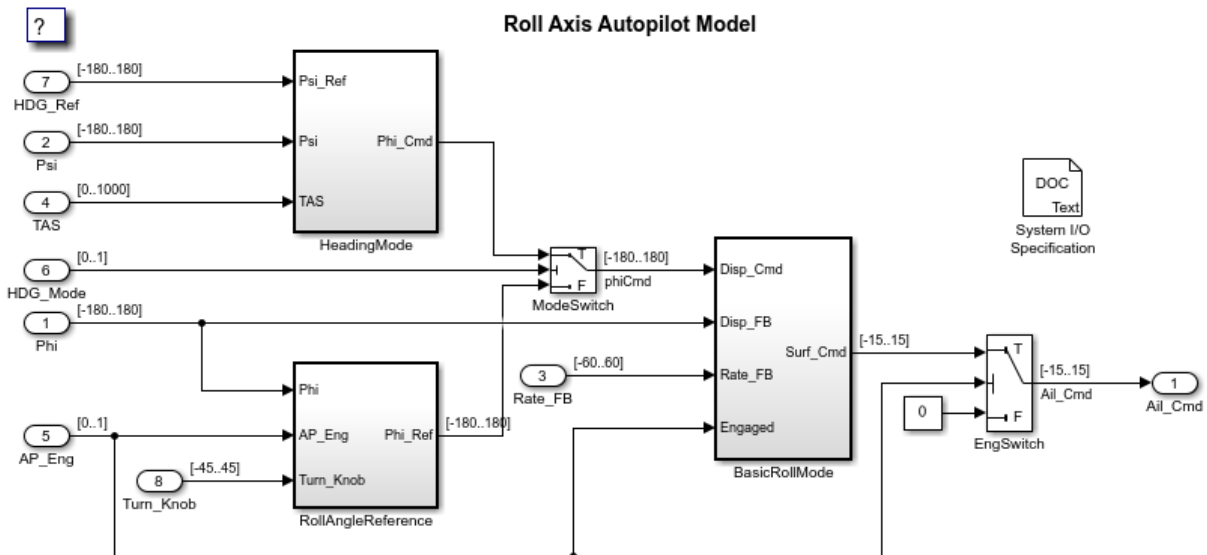 ?
Roll Axis Autopilot Model
7
HDG_Ref
[-180..180]
2
Psi
[-180..180]
4
TAS
[0..1000]
Psi_Ref
Psi
TAS
Phi_Cmd
HeadingMode
6
HDG_Mode
[0..1]
1
Phi
[-180..180]
T
F
ModeSwitch
[-180..180]
phiCmd
DOC
Text
System I/O
Specification
5
AP_Eng
[0..1]
8
Turn_Knob
[-45..45]
Phi
AP_Eng
Turn_Knob
Phi_Ref
RollAngleReference
[-180..180]
3
Rate_FB
[-60..60]
Disp_Cmd
Disp_FB
Rate_FB
Engaged
Surf_Cmd
BasicRollMode
[-15..15]
0
T
F
EngSwitch
[-15..15]
Ail_Cmd
1
Ail_Cmd